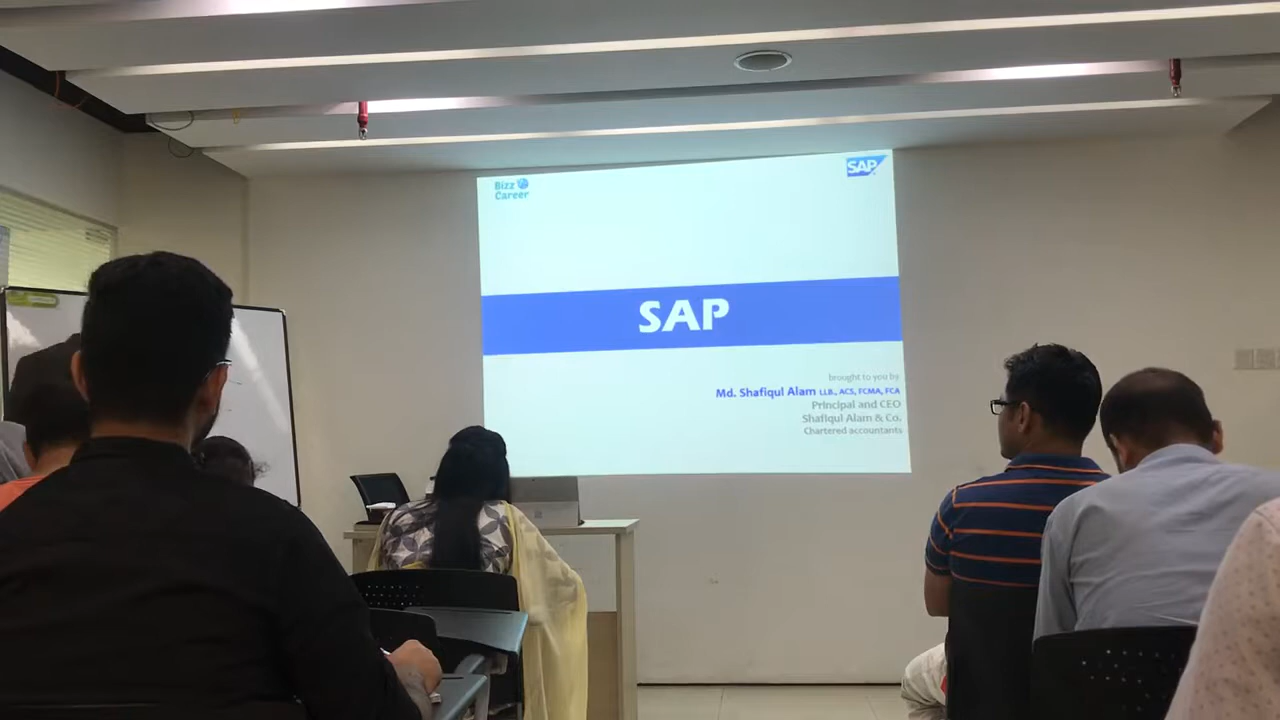 Bizz
Career
SAP
SAP
brought to you by
Md. Shafiqul Alam LLB., ACS, FCMA, FCA
Principal and CEO
Shafiqul Alam & Co.
Chartered accountants